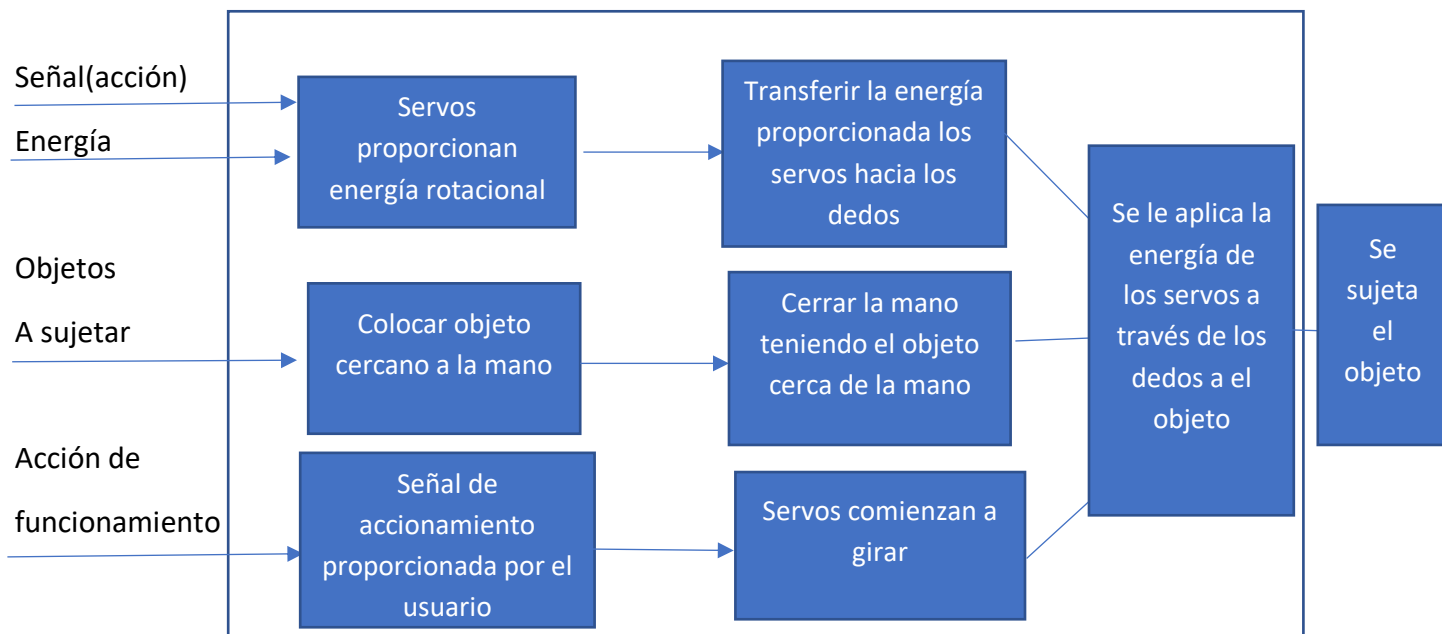 Señal(acción)
Energía
Objetos
A sujetar
Acción de
funcionamiento
Servos
proporcionan
energía rotacional
Transferir la energía
proporcionada los
servos hacia los
dedos
Colocar objeto
cercano a la mano
Cerrar la mano
teniendo el objeto
cerca de la mano
Señal de
accionamiento
proporcionada por el
usuario
Servos comienzan a
girar
Se le aplica la
energía de
los servos a
través de los
dedos a el
objeto
Se
sujeta
el
objeto